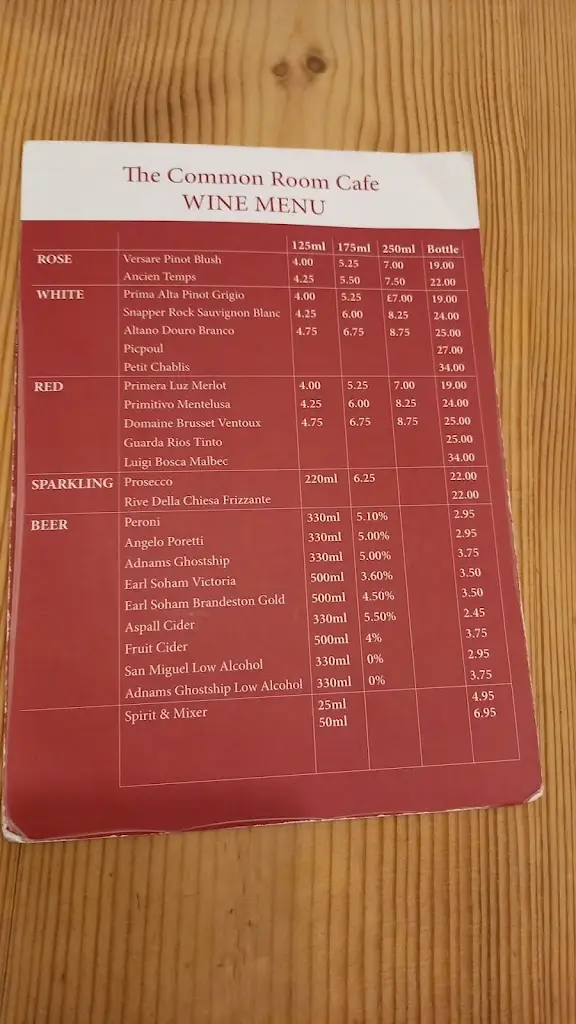 The Common Room Cafe
WINE MENU
125ml 175ml 250ml Bottle
ROSE Versare Pinot Blush 4.00 5.25 7.00 19.00
Ancien Temps 4.25 5.50 7.50 22.00
WHITE Prima Alta Pinot Grigio 4.00 5.25 £7.00 19.00
Snapper Rock Sauvignon Blanc 4.25 6.00 8.25 24.00
Altano Douro Branco 4.75 6.75 8.75 25.00
Picpoul 27.00
Petit Chablis 34.00
RED Primera Luz Merlot 4.00 5.25 7.00 19.00
Primitivo Mentelusa 4.25 6.00 8.25 24.00
Domaine Brusset Ventoux 4.75 6.75 8.75 25.00
Guarda Rios Tinto 25.00
Luigi Bosca Malbec 34.00
SPARKLING Prosecco 220ml 6.25 22.00
Rive Della Chiesa Frizzante 22.00
BEER Peroni 330ml 5.10% 2.95
Angelo Poretti 330ml 5.00% 2.95
Adnams Ghostship 330ml 5.00% 3.75
Earl Soham Victoria 500ml 3.60% 3.50
Earl Soham Brandeston Gold 500ml 4.50% 3.50
Aspall Cider 330ml 5.50% 2.45
Fruit Cider 500ml 4% 3.75
San Miguel Low Alcohol 330ml 0% 2.95
Adnams Ghostship Low Alcohol 330ml 0% 3.75
Spirit & Mixer 25ml 4.95
50ml 6.95